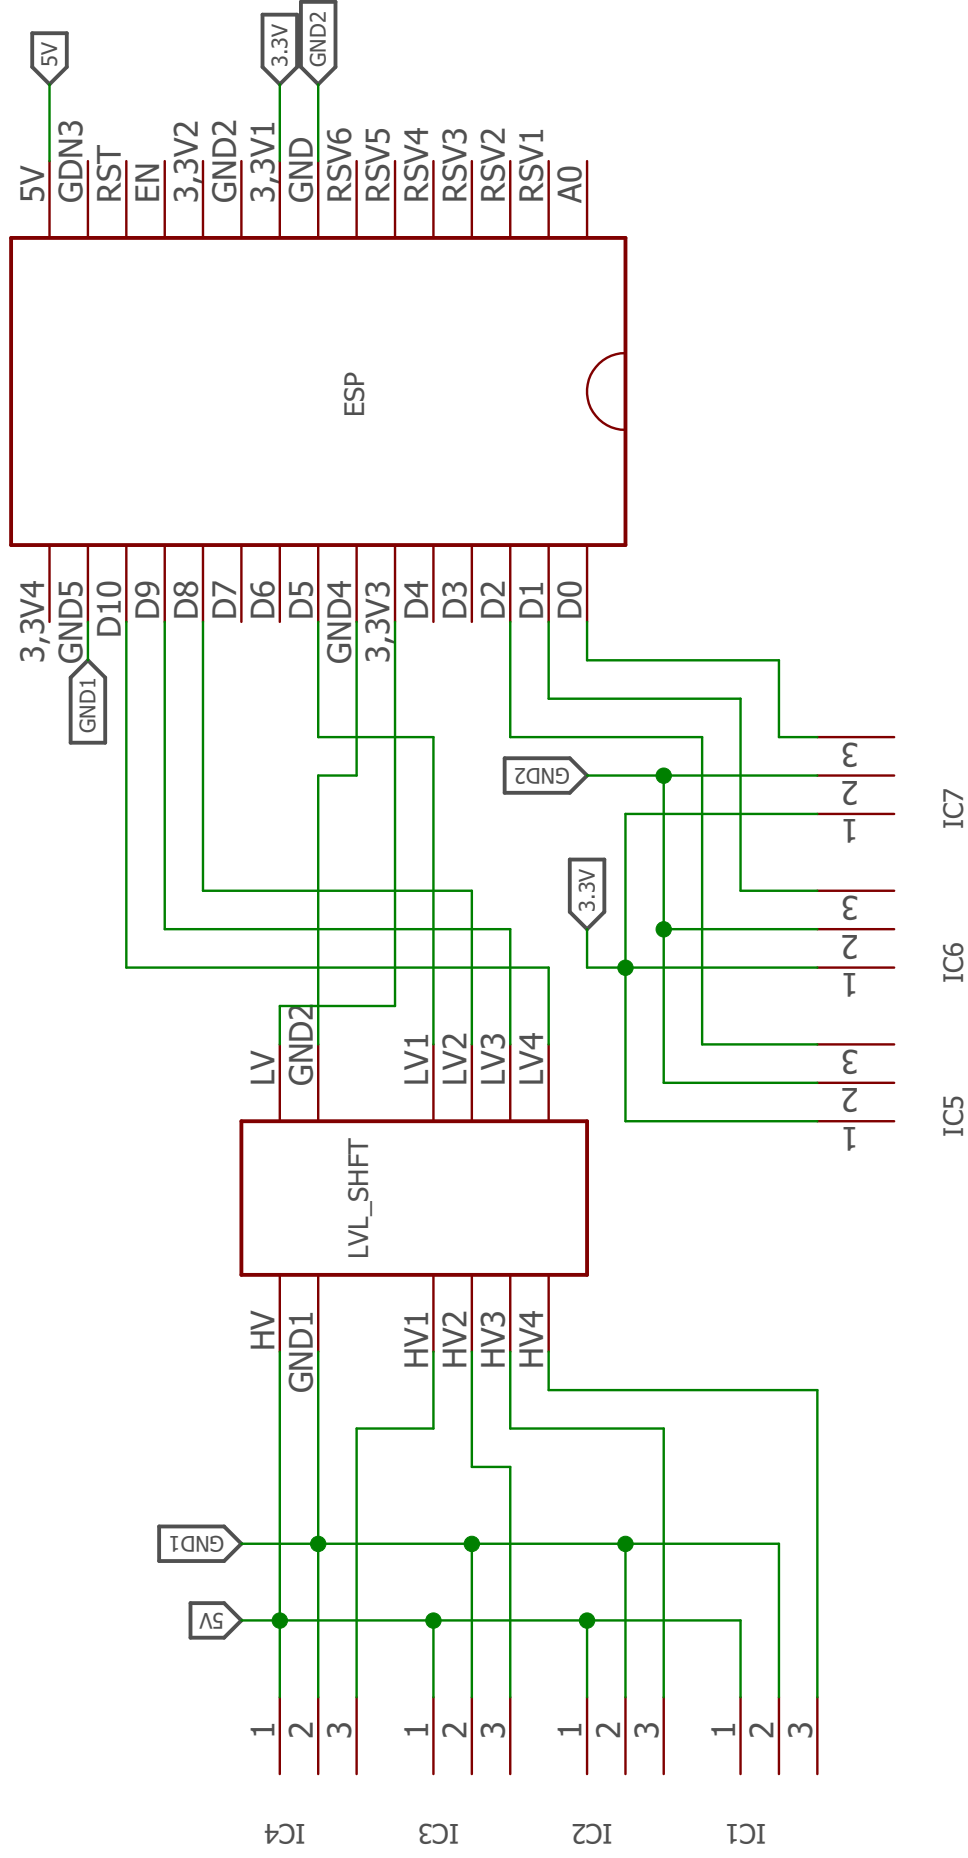 5V
3.3V
GND2
5V
GDN3
RST
EN
3,3V2
GND2
3,3V1
GND
RSV6
RSV5
RSV4
RSV3
RSV2
RSV1
A0
ESP
3,3V4
GND5
D10
D9
D8
D7
D6
D5
GND4
3,3V3
D4
D3
D2
D1
D0
GND1
GND2
3.3V
3
2
1
IC7
3
2
1
IC6
3
2
1
IC5
LV
GND2
LV1
LV2
LV3
LV4
LVL_SHFT
HV
GND1
HV1
HV2
HV3
HV4
GND1
5V
1
2
3
1
2
3
1
2
3
1
2
3
IC4
IC3
IC2
IC1